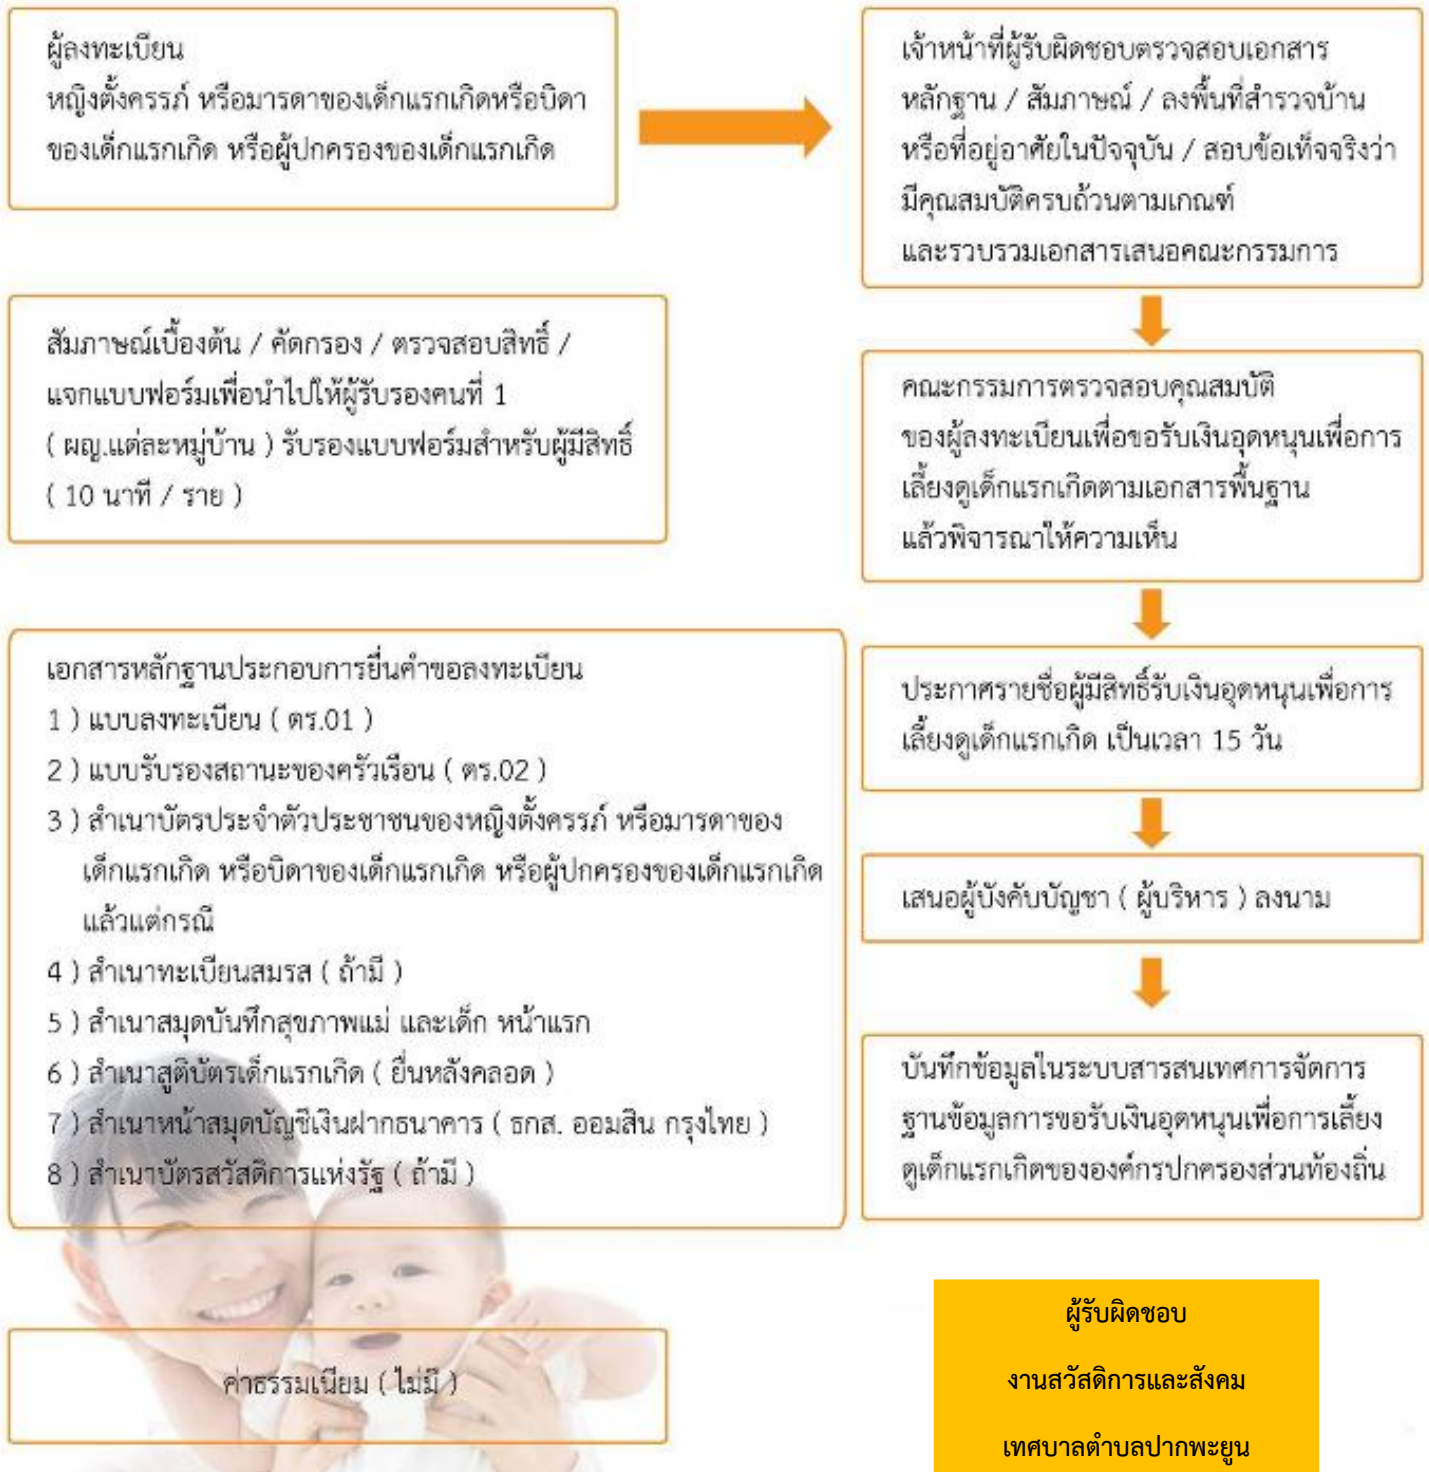 ผู้ลงทะเบียน
หญิงตั้งครรภ์ หรือมารดาของเด็กแรกเกิดหรือบิดา
ของเด็กแรกเกิด หรือผู้ปกครองของเด็กแรกเกิด
เจ้าหน้าที่ผู้รับผิดชอบตรวจสอบเอกสาร
หลักฐาน / สัมภาษณ์ / ลงพื้นที่สำรวจบ้าน
หรือที่อยู่อาศัยในปัจจุบัน / สอบข้อเท็จจริงว่า
มีคุณสมบัติครบถ้วนตามเกณฑ์
และรวบรวมเอกสารเสนอคณะกรรมการ
สัมภาษณ์เบื้องต้น / คัดกรอง / ตรวจสอบสิทธิ์ /
แจกแบบฟอร์มเพื่อนำไปให้ผู้รับรองคนที่ 1
( ผญ.แต่ละหมู่บ้าน ) รับรองแบบฟอร์มสำหรับผู้มีสิทธิ์
( 10 นาที / ราย )
คณะกรรมการตรวจสอบคุณสมบัติ
ของผู้ลงทะเบียนเพื่อขอรับเงินอุดหนุนเพื่อการ
เลี้ยงดูเด็กแรกเกิดตามเอกสารพื้นฐาน
แล้วพิจารณาให้ความเห็น
ประกาศรายชื่อผู้มีสิทธิ์รับเงินอุดหนุนเพื่อการ
เลี้ยงดูเด็กแรกเกิด เป็นเวลา 15 วัน
เสนอผู้บังคับบัญชา ( ผู้บริหาร ) ลงนาม
บันทึกข้อมูลในระบบสารสนเทศการจัดการ
ฐานข้อมูลการขอรับเงินอุดหนุนเพื่อการเลี้ยง
ดูเด็กแรกเกิดขององค์กรปกครองส่วนท้องถิ่น
เอกสารหลักฐานประกอบการยื่นคำขอลงทะเบียน
1 ) แบบลงทะเบียน ( ดร.01 )
2 ) แบบรับรองสถานะของครัวเรือน ( ดร.02 )
3 ) สำเนาบัตรประจำตัวประชาชนของหญิงตั้งครรภ์ หรือมารดาของ
เด็กแรกเกิด หรือบิดาของเด็กแรกเกิด หรือผู้ปกครองของเด็กแรกเกิด
แล้วแต่กรณี
4 ) สำเนาทะเบียนสมรส ( ถ้ามี )
5 ) สำเนาสมุดบันทึกสุขภาพแม่ และเด็ก หน้าแรก
6 ) สำเนาสูติบัตรเด็กแรกเกิด ( ยื่นหลังคลอด )
7 ) สำเนาหน้าสมุดบัญชีเงินฝากธนาคาร ( ธกส. ออมสิน กรุงไทย )
8 ) สำเนาบัตรสวัสดิการแห่งรัฐ ( ถ้ามี )
ค่าธรรมเนียม ( ไม่มี )
ผู้รับผิดชอบ
งานสวัสดิการและสังคม
เทศบาลตำบลปากพะยูน